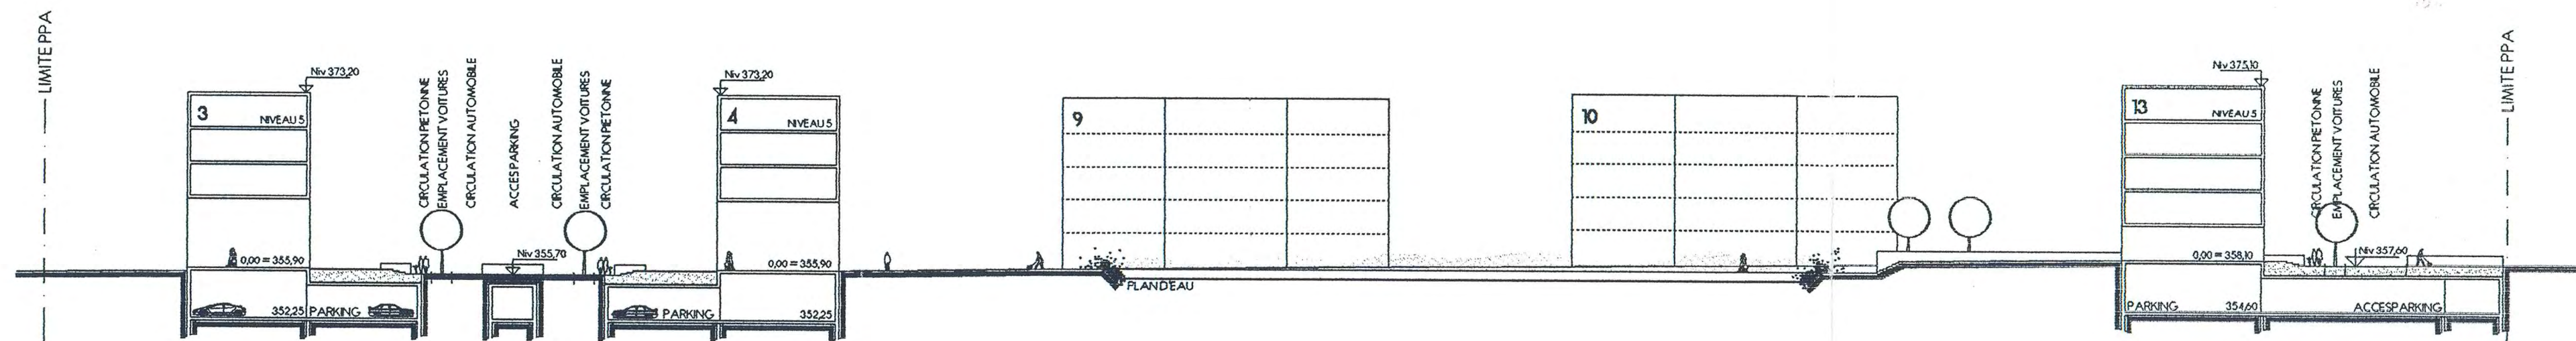 LIMITE PPA
Niv 373,20
3
NIVEAU 5
0,00 = 355,90
352,25
PARKING
CIRCULATION PIETONNE
EMPLACEMENT VOITURES
CIRCULATION AUTOMOBILE
ACCES PARKING
CIRCULATION AUTOMOBILE
EMPLACEMENT VOITURES
CIRCULATION PIETONNE
Niv 355,70
Niv 373,20
4
NIVEAU 5
0,00 = 355,90
PARKING
352,25
9
PLAN D'EAU
10
Niv 375,10
13
NIVEAU 5
0,00 = 358,10
PARKING
354,60
CIRCULATION PIETONNE
EMPLACEMENT VOITURES
CIRCULATION AUTOMOBILE
Niv 357,60
ACCES PARKING
LIMITE PPA